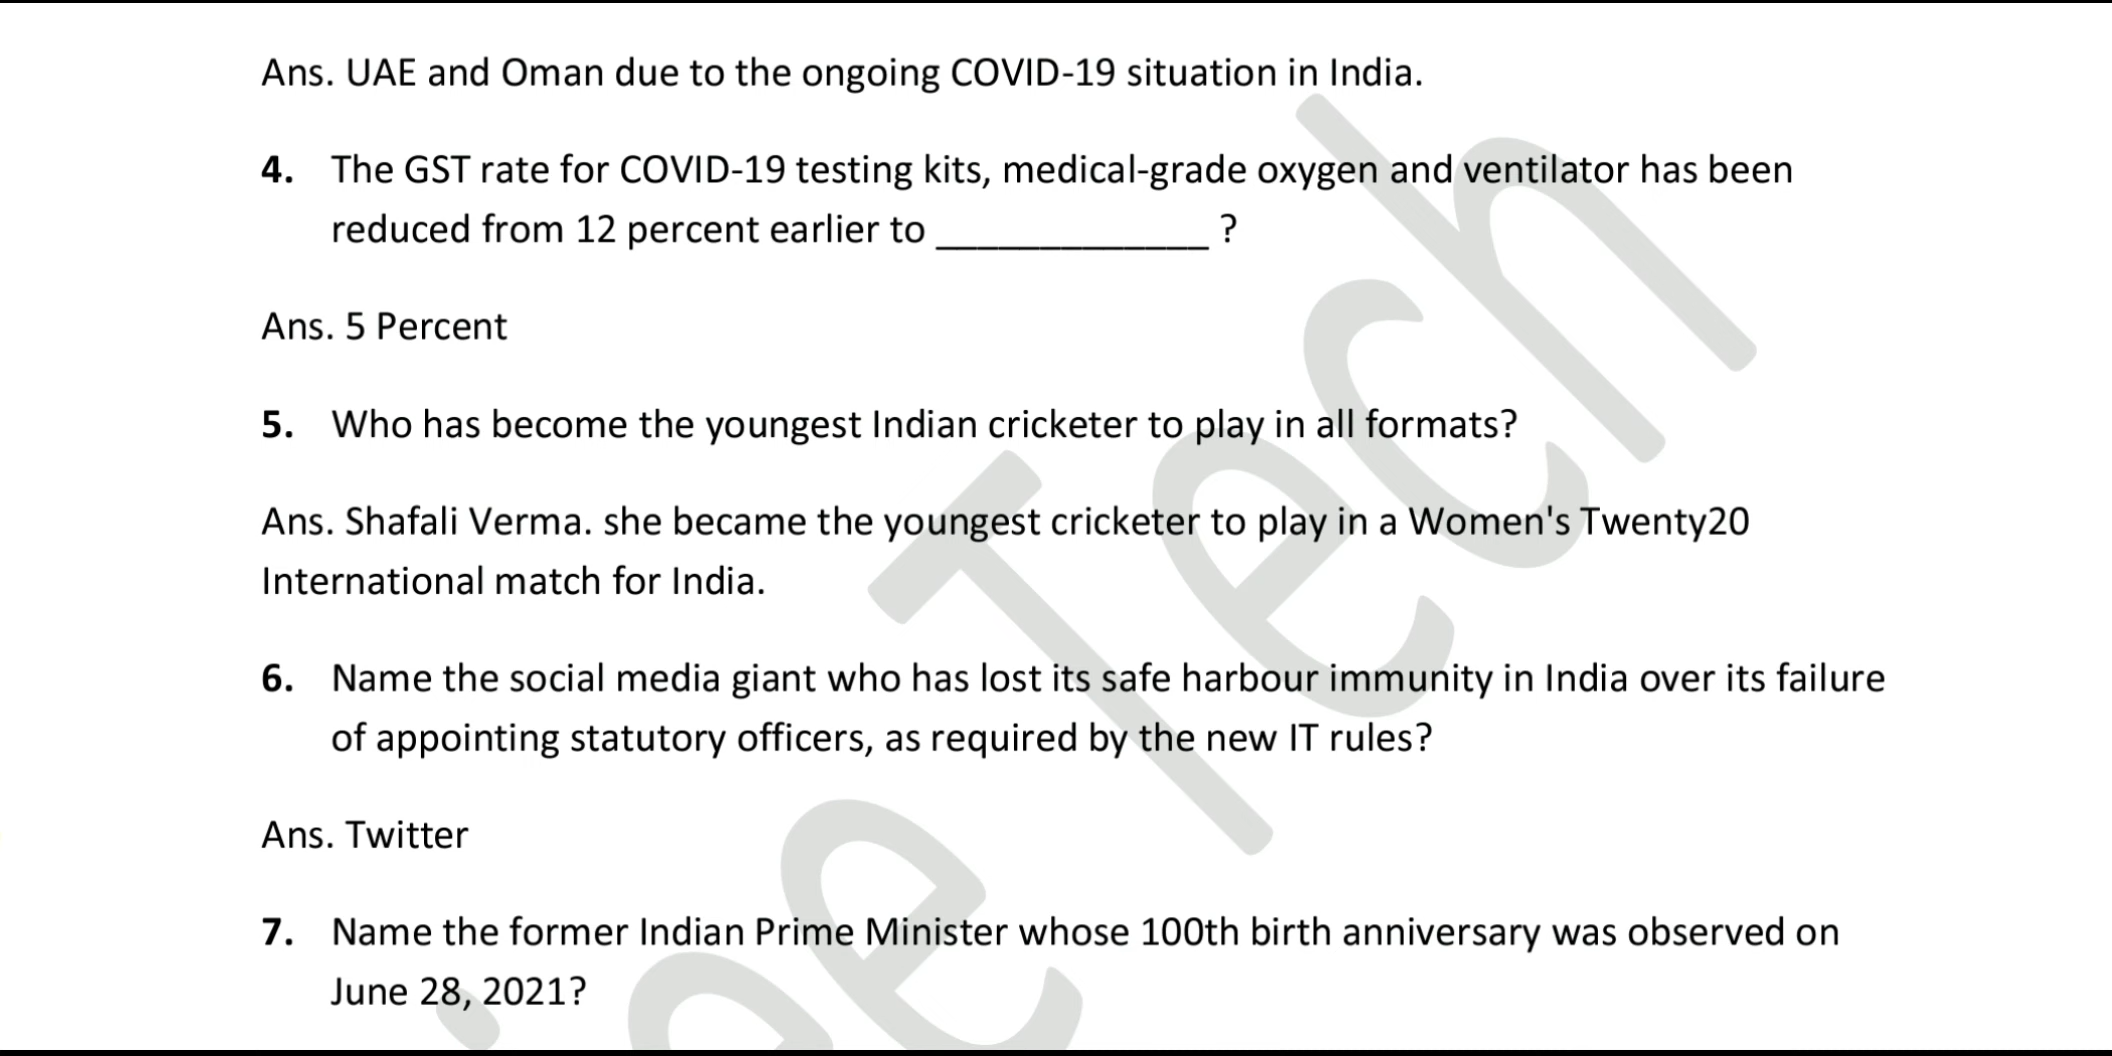 Ans. UAE and Oman due to the ongoing COVID-19 situation in India.
4. The GST rate for COVID-19 testing kits, medical-grade oxygen and ventilator has been
reduced from 12 percent earlier to _____________ ?
Ans. 5 Percent
5. Who has become the youngest Indian cricketer to play in all formats?
Ans. Shafali Verma. she became the youngest cricketer to play in a Women's Twenty20
International match for India.
6. Name the social media giant who has lost its safe harbour immunity in India over its failure
of appointing statutory officers, as required by the new IT rules?
Ans. Twitter
7. Name the former Indian Prime Minister whose 100th birth anniversary was observed on
June 28, 2021?
Tech